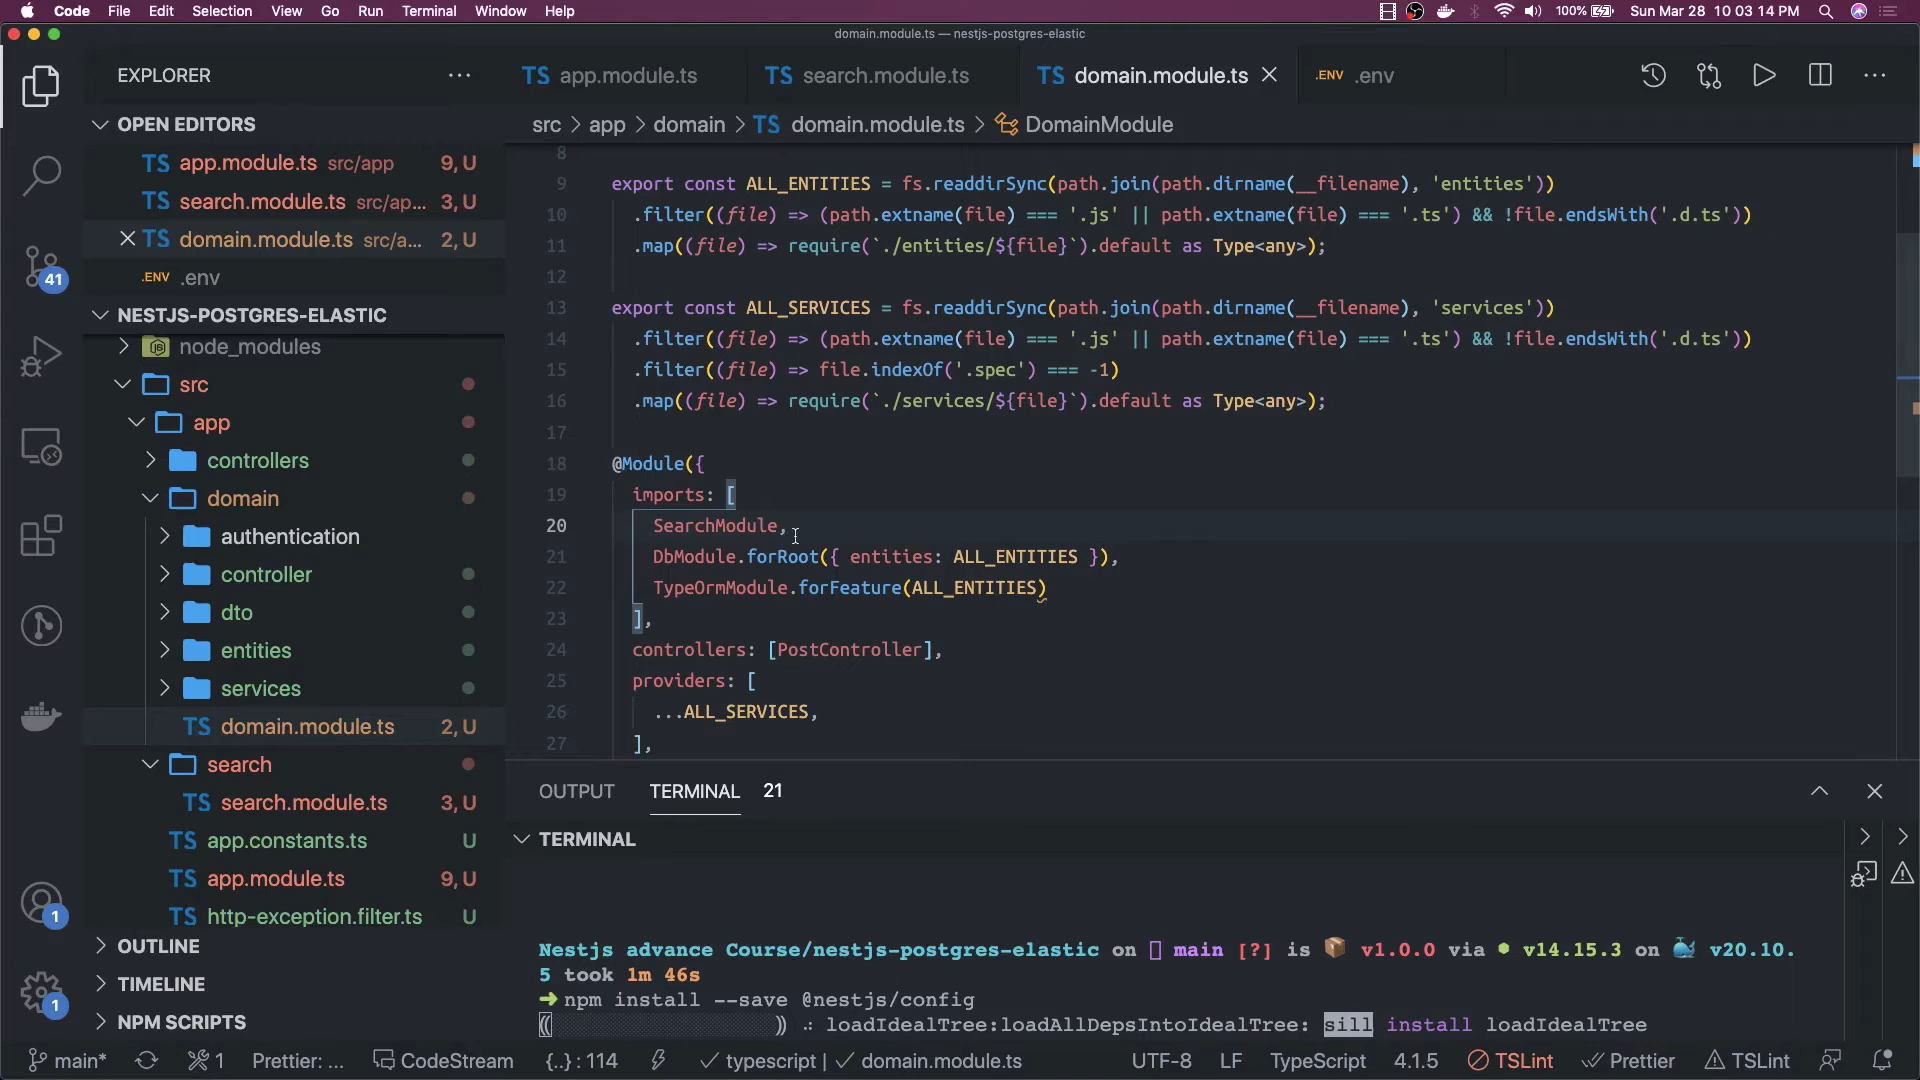 Code File Edit Selection View Go Run Terminal Window Help 100% Sun Mar 28 10 03 14 PM
domain.module.ts — nestjs-postgres-elastic
EXPLORER
TS app.module.ts TS search.module.ts TS domain.module.ts .ENV .env
OPEN EDITORS
TS app.module.ts src/app 9, U
TS search.module.ts src/ap... 3, U
TS domain.module.ts src/a... 2, U
.ENV .env
NESTJS-POSTGRES-ELASTIC
node_modules
src
app
controllers
domain
authentication
controller
dto
entities
services
TS domain.module.ts 2, U
search
TS search.module.ts 3, U
TS app.constants.ts U
TS app.module.ts 9, U
TS http-exception.filter.ts U
OUTLINE
TIMELINE
NPM SCRIPTS
41
1
1
src > app > domain > TS domain.module.ts > DomainModule
8
9 export const ALL_ENTITIES = fs.readdirSync(path.join(path.dirname(__filename), 'entities'))
10 .filter((file) => (path.extname(file) === '.js' || path.extname(file) === '.ts') && !file.endsWith('.d.ts'))
11 .map((file) => require(`./entities/${file}`).default as Type<any>);
12
13 export const ALL_SERVICES = fs.readdirSync(path.join(path.dirname(__filename), 'services'))
14 .filter((file) => (path.extname(file) === '.js' || path.extname(file) === '.ts') && !file.endsWith('.d.ts'))
15 .filter((file) => file.indexOf('.spec') === -1)
16 .map((file) => require(`./services/${file}`).default as Type<any>);
17
18 @Module({
19 imports: [
20 SearchModule,
21 DbModule.forRoot({ entities: ALL_ENTITIES }),
22 TypeOrmModule.forFeature(ALL_ENTITIES)
23 ],
24 controllers: [PostController],
25 providers: [
26 ...ALL_SERVICES,
27 ],
OUTPUT TERMINAL 21
TERMINAL
Nestjs advance Course/nestjs-postgres-elastic on main [?] is v1.0.0 via v14.15.3 on v20.10.
5 took 1m 46s
➜ npm install --save @nestjs/config
(( )) ⠴ loadIdealTree:loadAllDepsIntoIdealTree: sill install loadIdealTree
main* 1 Prettier: ... CodeStream {..} : 114 typescript | domain.module.ts UTF-8 LF TypeScript 4.1.5 TSLint Prettier TSLint